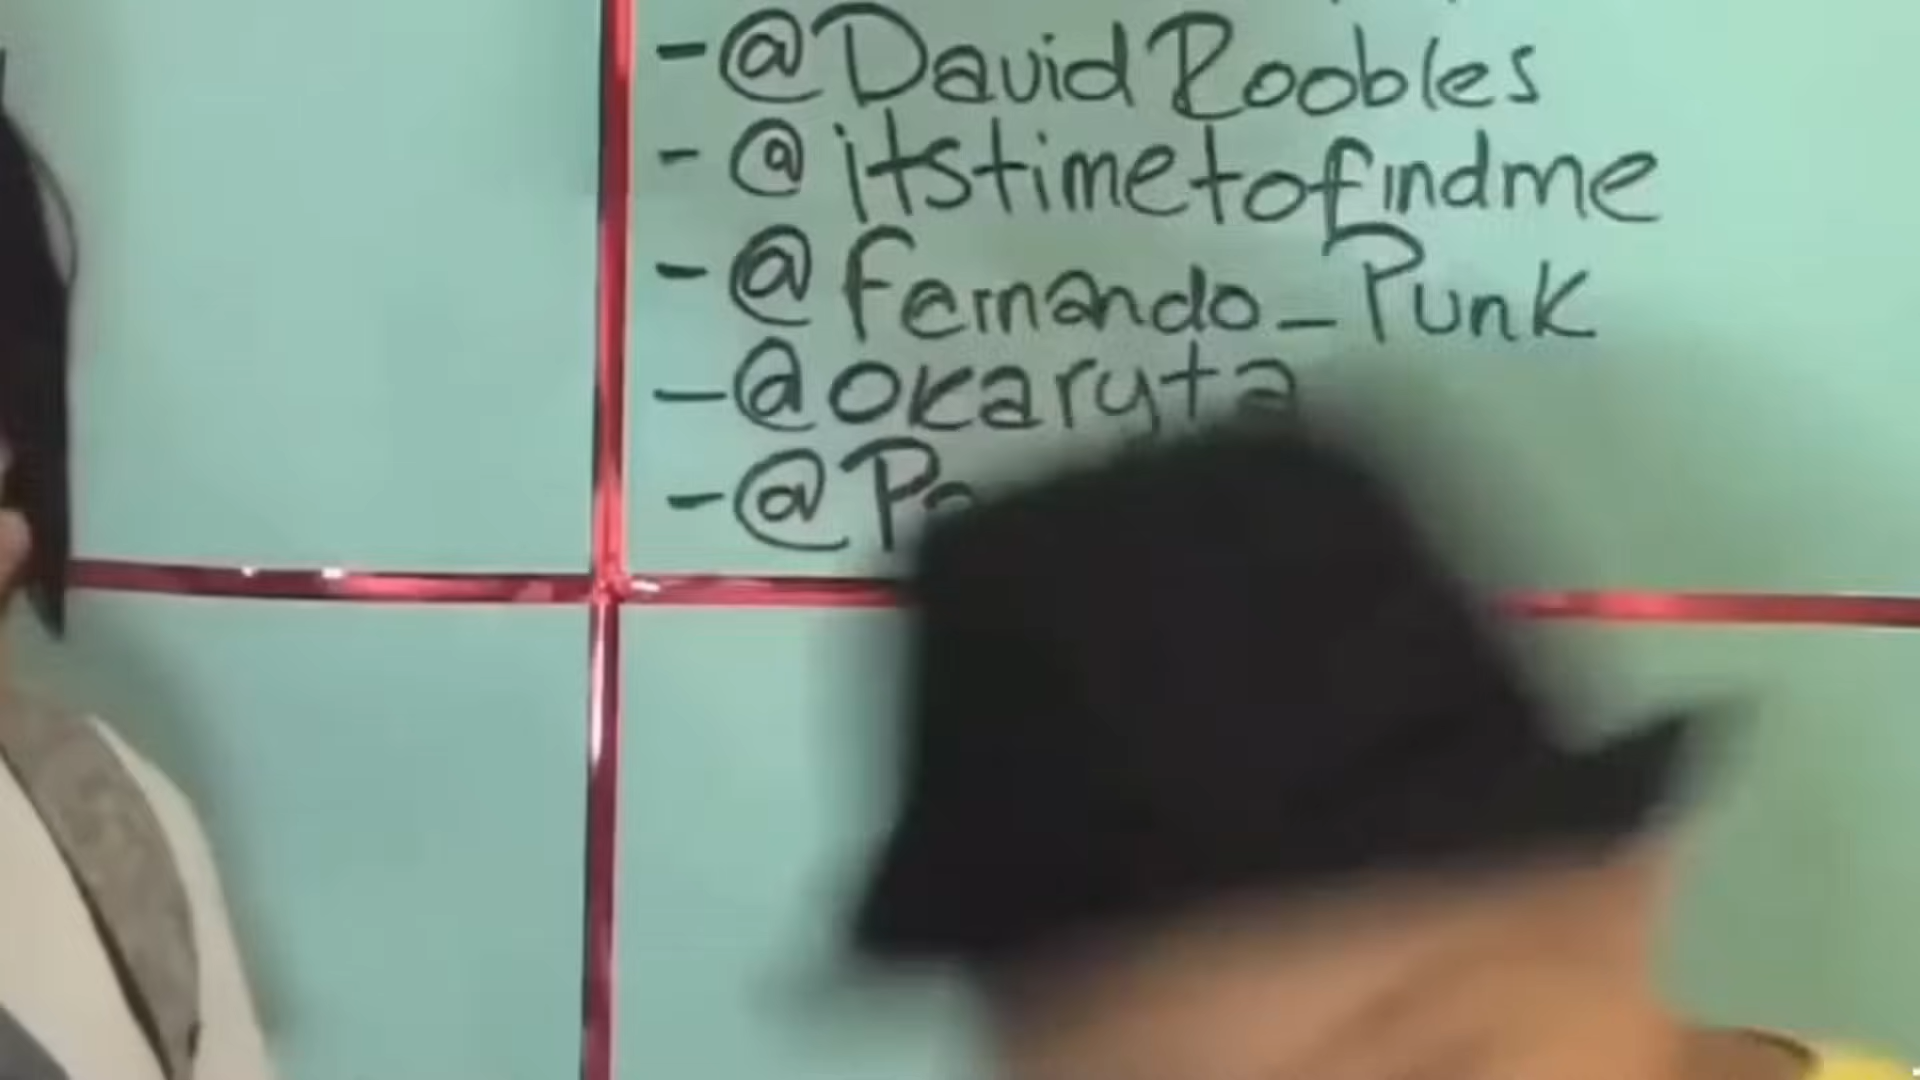 -@DavidRoobles
-@itstimetofindme
-@fernando_Punk
-@okaryta
-@